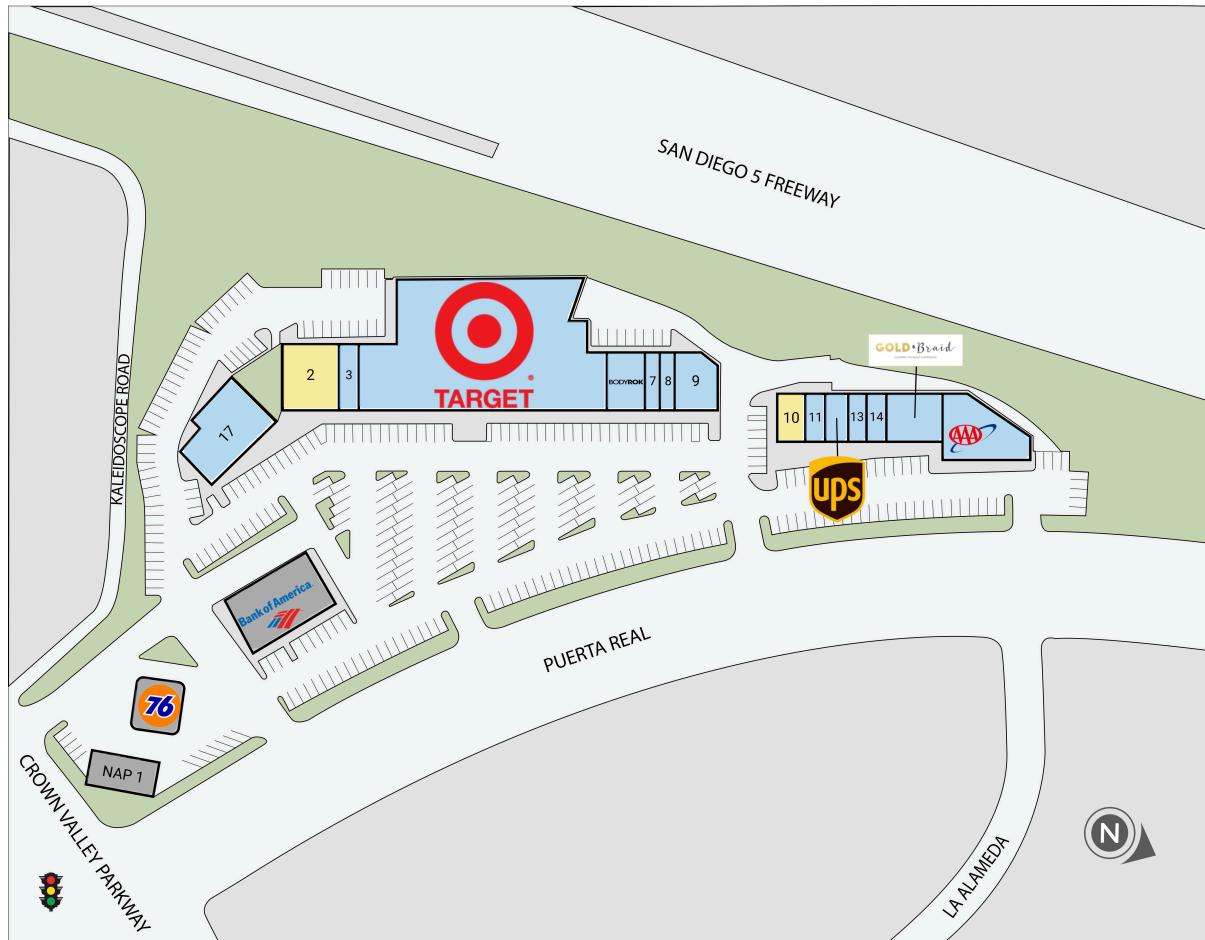 SAN DIEGO 5 FREEWAY
KALEIDOSCOPE ROAD
GOLD Braid
2
3
TARGET
BODYROK
7
8
9
17
10
11
13
14
AAA
ups
Bank of America
PUERTA REAL
76
NAP 1
CROWN VALLEY PARKWAY
LA ALAMEDA
N